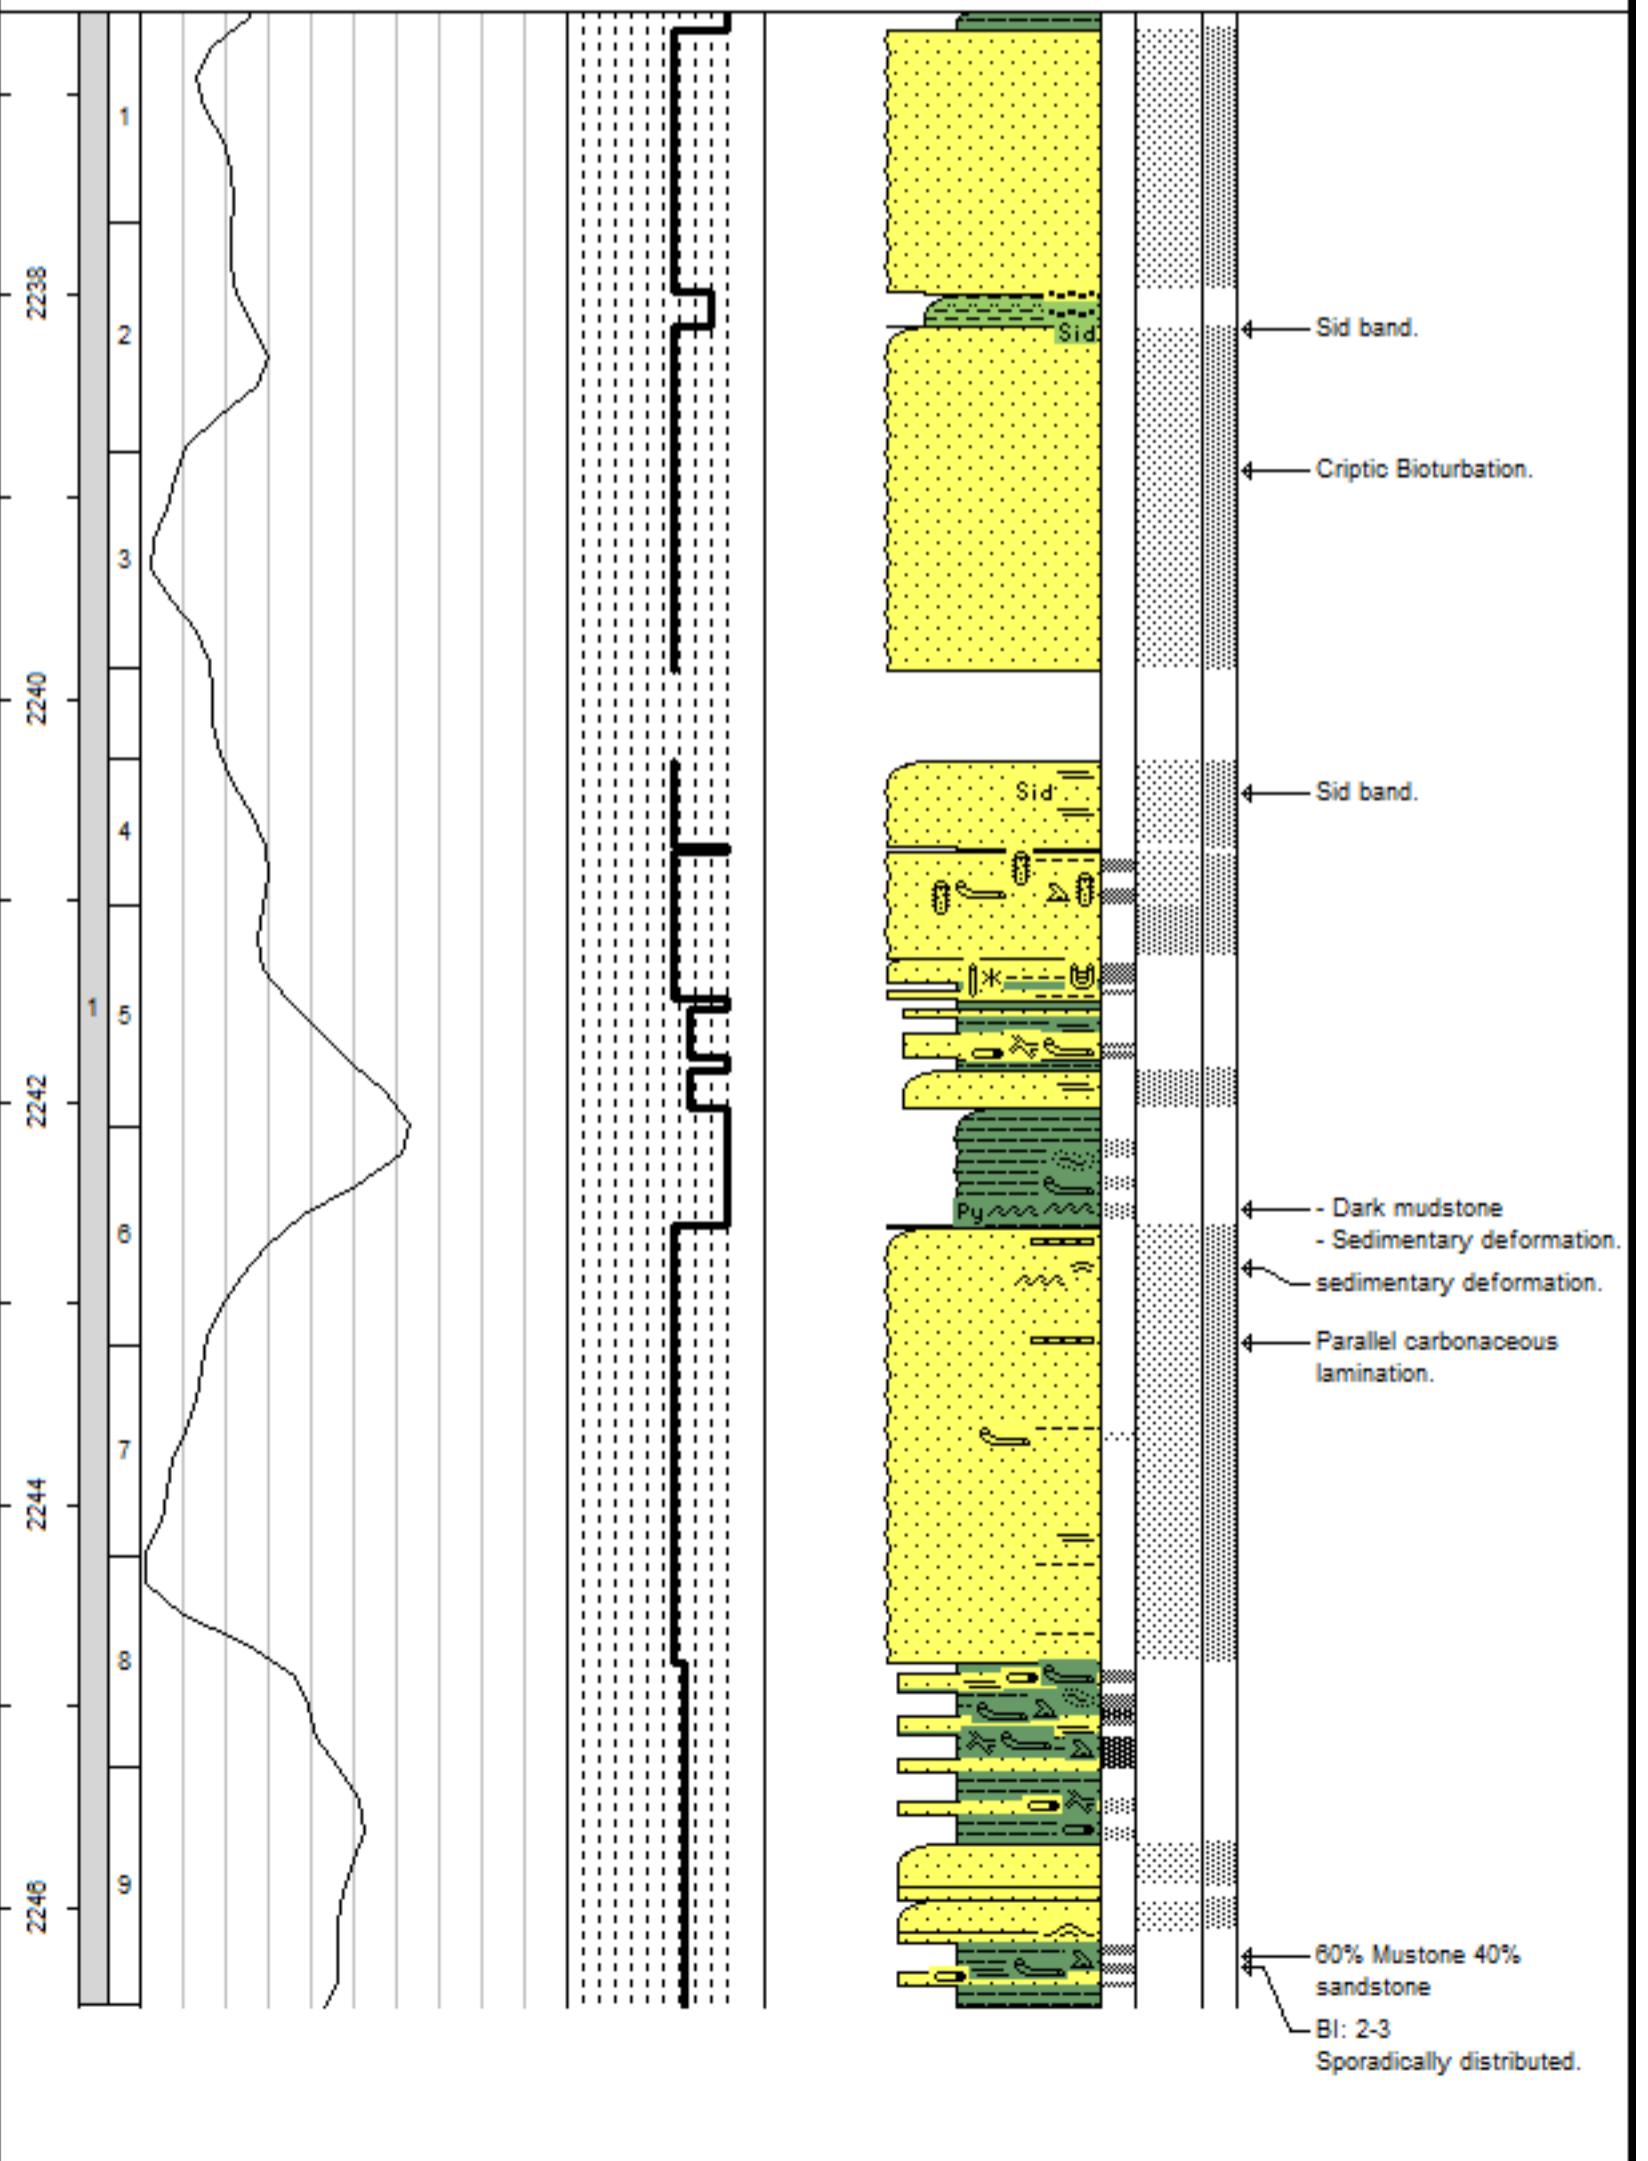 1
2238
2
Sid
Sid band.
Criptic Bioturbation.
3
2240
Sid
Sid band.
4
1
5
2242
Py
- Dark mudstone
- Sedimentary deformation.
6
sedimentary deformation.
Parallel carbonaceous
lamination.
7
2244
8
9
2246
60% Mustone 40%
sandstone
BI: 2-3
Sporadically distributed.